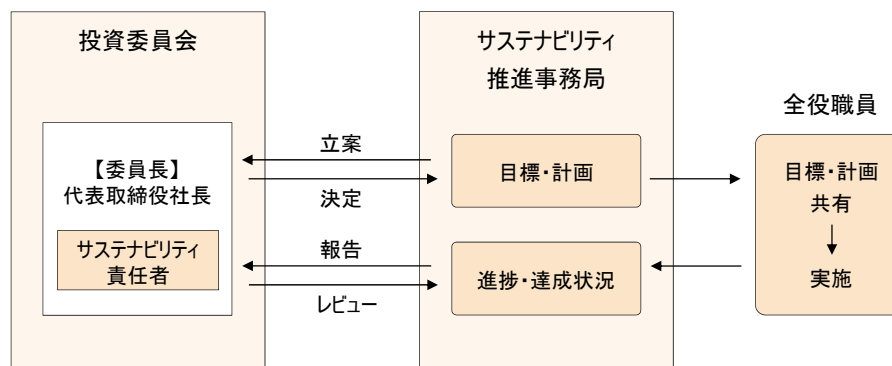 投資委員会
【委員長】
代表取締役社長
サステナビリティ
責任者
立案
決定
報告
レビュー
サステナビリティ
推進事務局
目標・計画
進捗・達成状況
全役職員
目標・計画
共有
実施